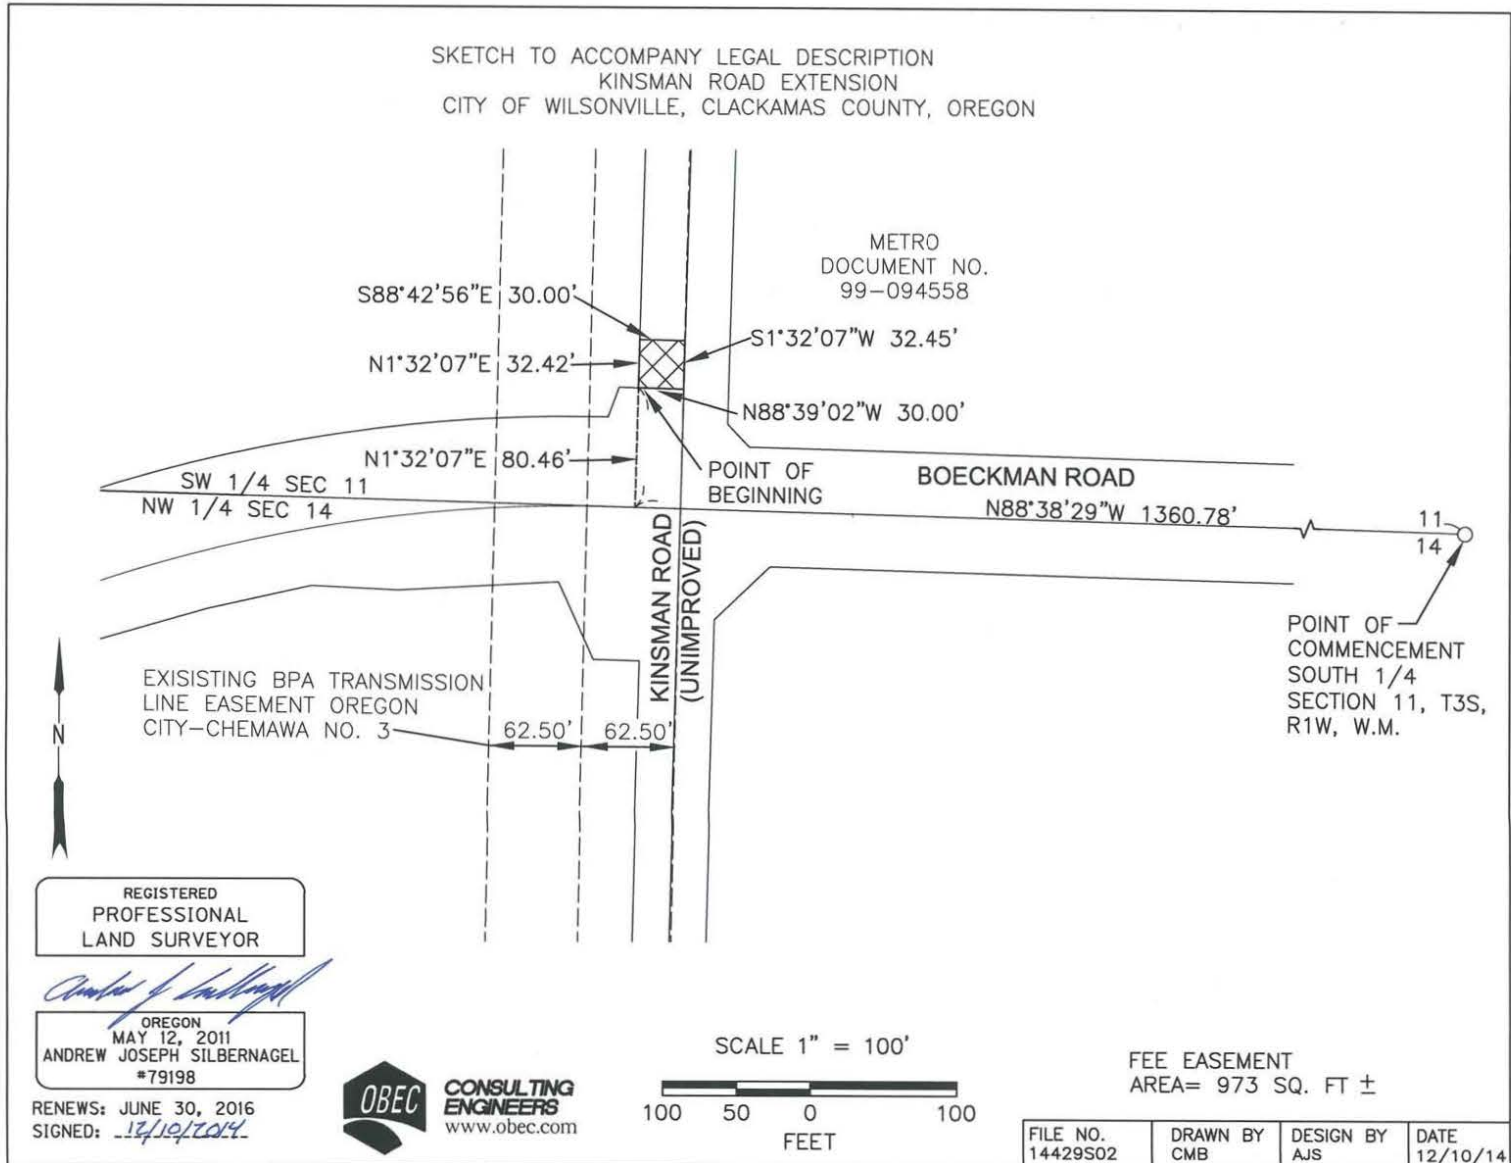 SKETCH TO ACCOMPANY LEGAL DESCRIPTION
KINSMAN ROAD EXTENSION
CITY OF WILSONVILLE, CLACKAMAS COUNTY, OREGON
METRO
DOCUMENT NO.
99-094558
S88°42'56"E 30.00'
S1°32'07"W 32.45'
N1°32'07"E 32.42'
N88°39'02"W 30.00'
N1°32'07"E 80.46'
POINT OF
BEGINNING
BOECKMAN ROAD
SW 1/4 SEC 11
NW 1/4 SEC 14
N88°38'29"W 1360.78'
11
14
KINSMAN ROAD
(UNIMPROVED)
POINT OF
COMMENCEMENT
SOUTH 1/4
SECTION 11, T3S,
R1W, W.M.
EXISISTING BPA TRANSMISSION
LINE EASEMENT OREGON
CITY-CHEMAWA NO. 3
62.50' 62.50'
N
REGISTERED
PROFESSIONAL
LAND SURVEYOR
OREGON
MAY 12, 2011
ANDREW JOSEPH SILBERNAGEL
#79198
RENEWS: JUNE 30, 2016
SIGNED: 12/10/2014
OBEC
CONSULTING
ENGINEERS
www.obec.com
SCALE 1" = 100'
100 50 0 100
FEET
FEE EASEMENT
AREA= 973 SQ. FT ±
FILE NO.
14429S02
DRAWN BY
CMB
DESIGN BY
AJS
DATE
12/10/14